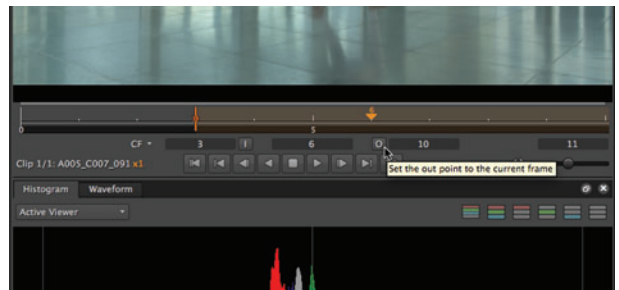 6
0
5
CF
3
I
6
O
10
11
Clip 1/1: A005_C007_091 x1
Set the out point to the current frame
Histogram
Waveform
Active Viewer